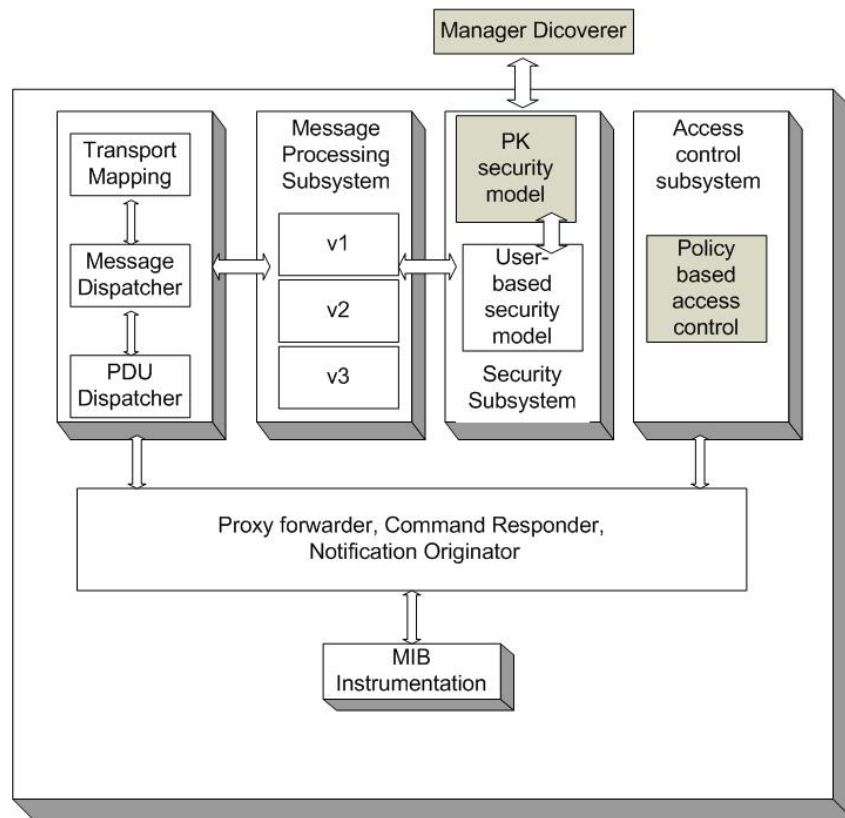 Manager Dicoverer
Transport
Mapping
Message
Dispatcher
PDU
Dispatcher
Message
Processing
Subsystem
v1
v2
v3
PK
security
model
User-
based
security
model
Security
Subsystem
Access
control
subsystem
Policy
based
access
control
Proxy forwarder, Command Responder,
Notification Originator
MIB
Instrumentation